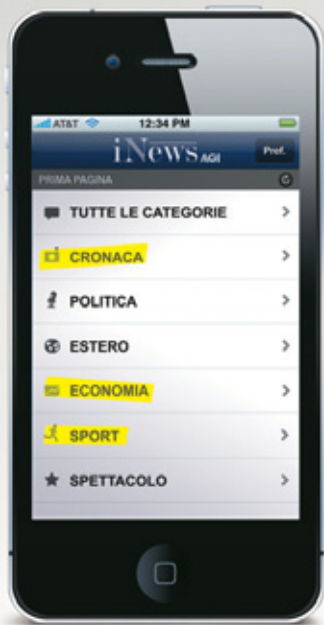 AT&T 12:34 PM
iNews AGI Pref.
PRIMA PAGINA
TUTTE LE CATEGORIE
CRONACA
POLITICA
ESTERO
ECONOMIA
SPORT
SPETTACOLO